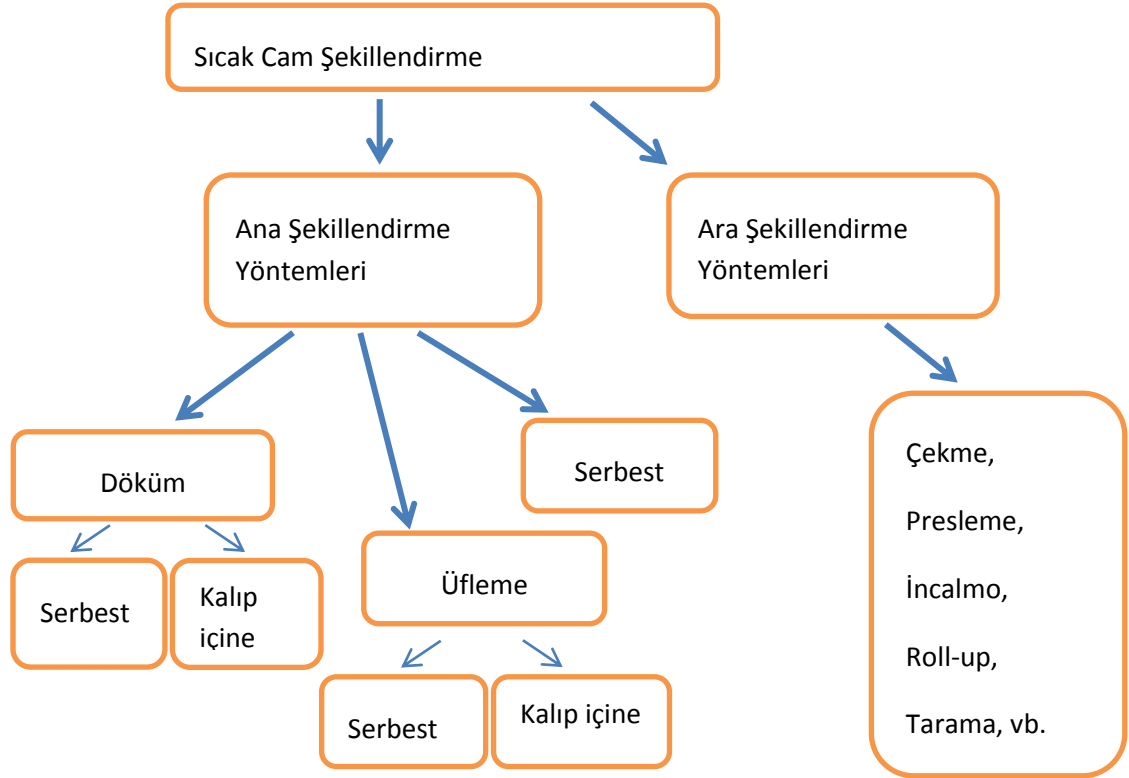 Sıcak Cam Şekillendirme
Ana Şekillendirme
Yöntemleri
Ara Şekillendirme
Yöntemleri
Döküm
Serbest
Kalıp
içine
Üfleme
Serbest
Kalıp içine
Serbest
Çekme,
Presleme,
İncalmo,
Roll-up,
Tarama, vb.